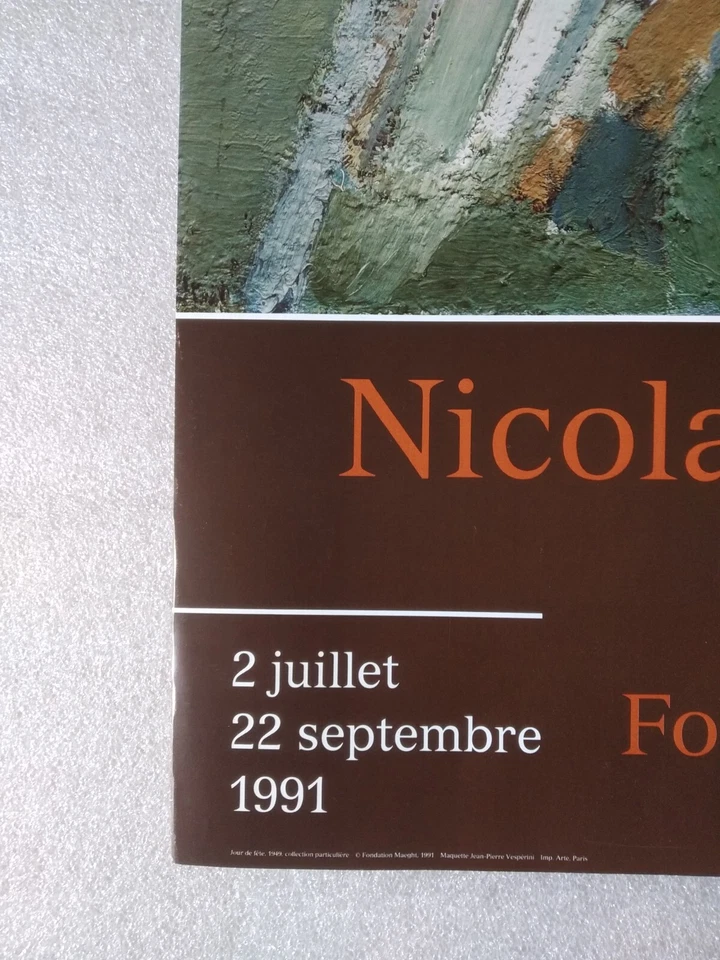 Nicola
2 juillet
22 septembre
1991
Fo
Jour de fête, 1949, collection particulière © Fondation Maeght, 1991 Maquette Jean-Pierre Vespérini Imp. Arte, Paris